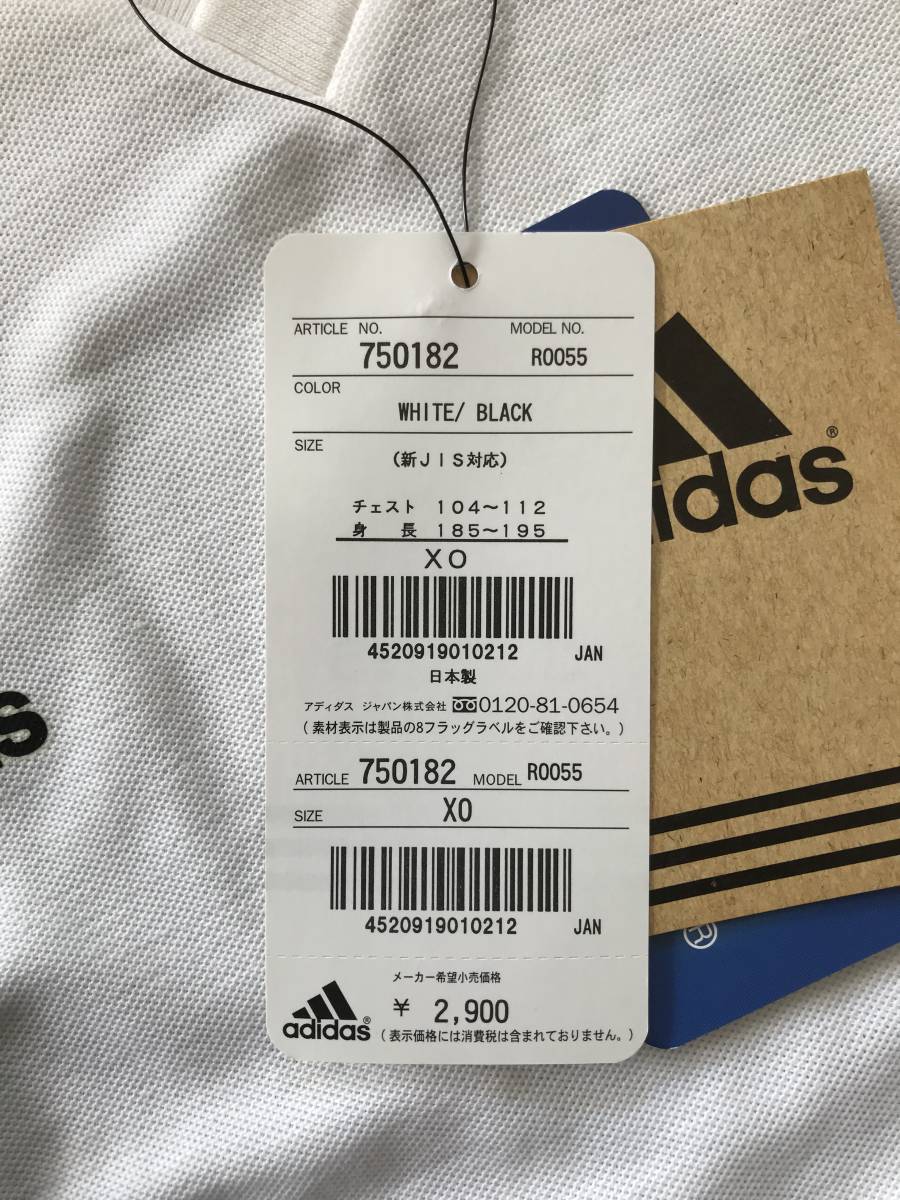 ARTICLE NO. MODEL NO.
750182 R0055
COLOR
WHITE/ BLACK
SIZE
(新JIS対応)
チェスト 104~112
身 長 185~195
XO
4520919010212 JAN
日本製
アディダス ジャパン株式会社 0120-81-0654
(素材表示は製品の8フラッグラベルをご確認下さい。)
ARTICLE 750182 MODEL R0055
SIZE XO
4520919010212 JAN
メーカー希望小売価格
¥ 2,900
adidas®
(表示価格には消費税は含まれておりません。)
adidas®
®